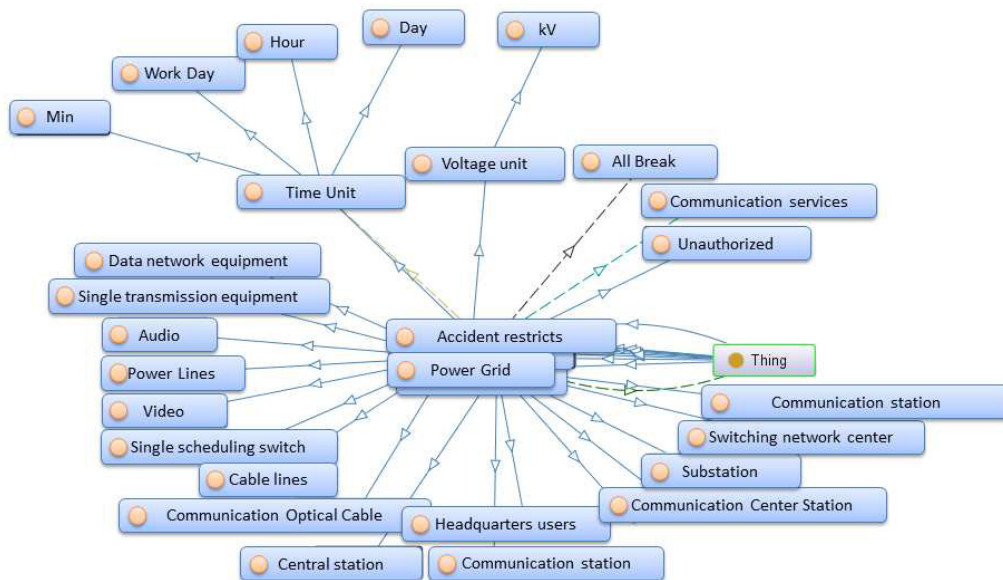 Day
kV
Hour
Work Day
Min
All Break
Voltage unit
Time Unit
Communication services
Unauthorized
Data network equipment
Single transmission equipment
Audio
Accident restricts
Thing
Power Lines
Power Grid
Video
Communication station
Single scheduling switch
Switching network center
Cable lines
Substation
Communication Optical Cable
Headquarters users
Communication Center Station
Central station
Communication station